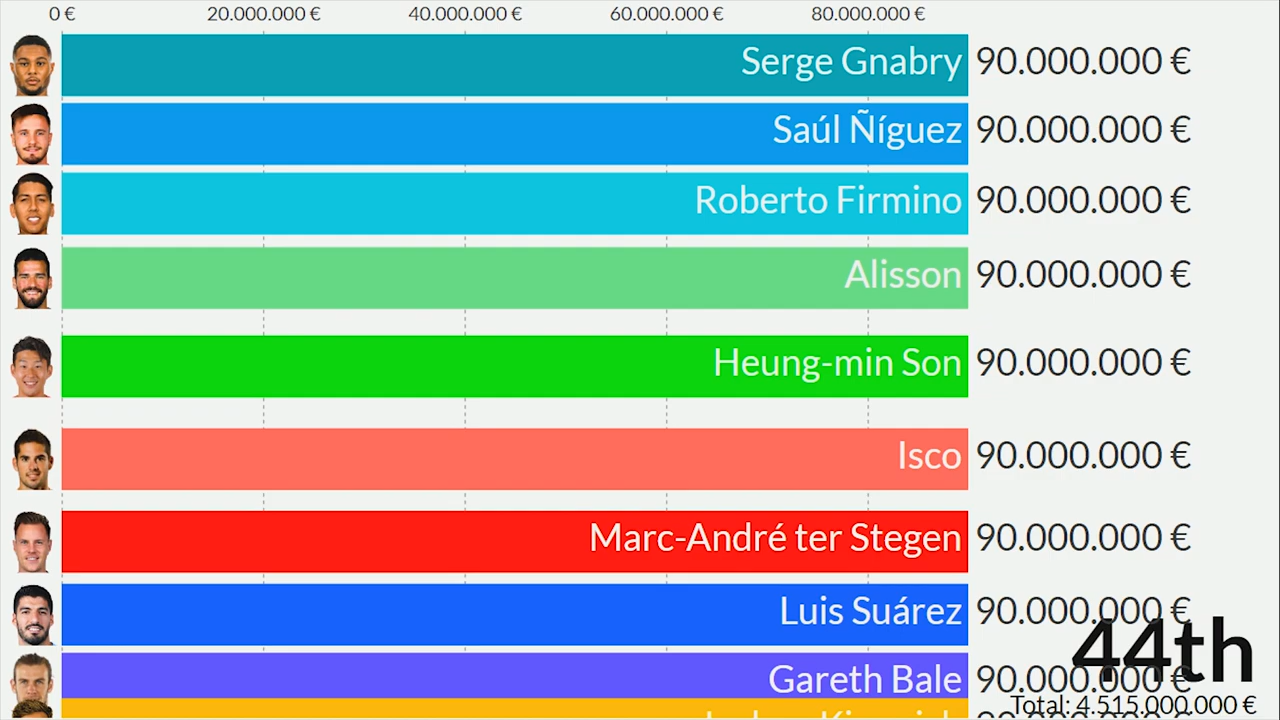 0 € 20.000.000 € 40.000.000 € 60.000.000 € 80.000.000 €
Serge Gnabry 90.000.000 €
Saúl Ñíguez 90.000.000 €
Roberto Firmino 90.000.000 €
Alisson 90.000.000 €
Heung-min Son 90.000.000 €
Isco 90.000.000 €
Marc-André ter Stegen 90.000.000 €
Luis Suárez 90.000.000 €
44th
Gareth Bale 90.000.000 €
Total: 4.515.000.000 €